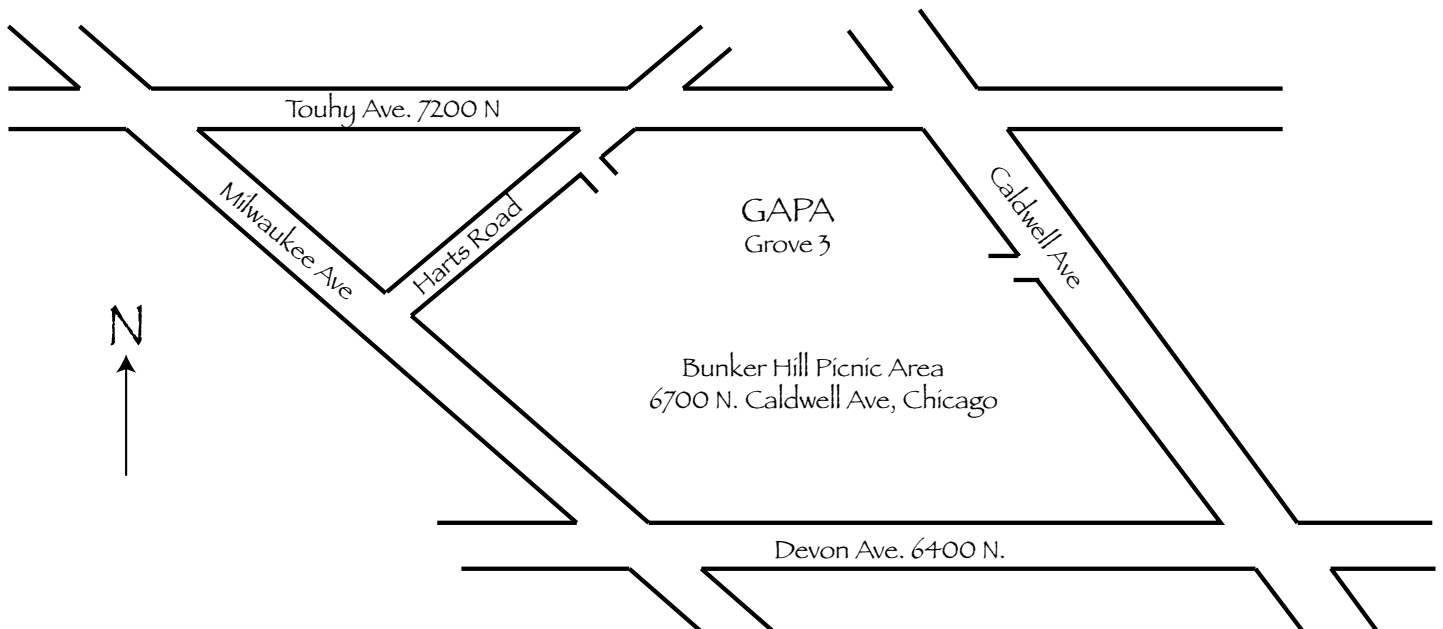 Touhy Ave. 7200 N
Milwaukee Ave
Harts Road
GAPA
Grove 3
Caldwell Ave
N
Bunker Hill Picnic Area
6700 N. Caldwell Ave, Chicago
Devon Ave. 6400 N.